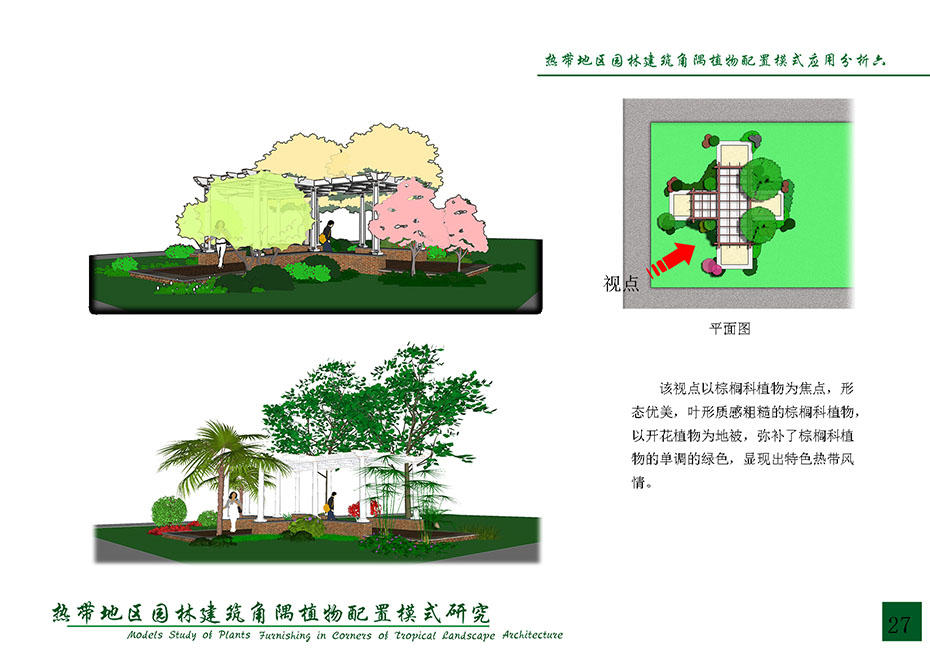 热带地区园林建筑角隅植物配置模式应用分析六
视点
平面图
该视点以棕榈科植物为焦点，形
态优美，叶形质感粗糙的棕榈科植物，
以开花植物为地被，弥补了棕榈科植
物的单调的绿色，显现出特色热带风
情。
热带地区园林建筑角隅植物配置模式研究
Models Study of Plants Furnishing in Corners of Tropical Landscape Architecture
27